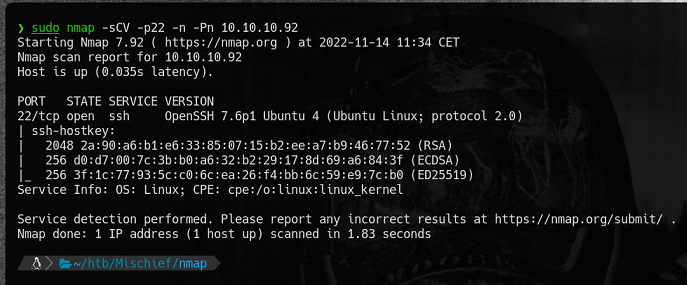 ❯ sudo nmap -sCV -p22 -n -Pn 10.10.10.92
Starting Nmap 7.92 ( https://nmap.org ) at 2022-11-14 11:34 CET
Nmap scan report for 10.10.10.92
Host is up (0.035s latency).
PORT   STATE SERVICE VERSION
22/tcp open  ssh     OpenSSH 7.6p1 Ubuntu 4 (Ubuntu Linux; protocol 2.0)
| ssh-hostkey:
|   2048 2a:90:a6:b1:e6:33:85:07:15:b2:ee:a7:b9:46:77:52 (RSA)
|   256 d0:d7:00:7c:3b:b0:a6:32:b2:29:17:8d:69:a6:84:3f (ECDSA)
|_  256 3f:1c:77:93:5c:c0:6c:ea:26:f4:bb:6c:59:e9:7c:b0 (ED25519)
Service Info: OS: Linux; CPE: cpe:/o:linux:linux_kernel
Service detection performed. Please report any incorrect results at https://nmap.org/submit/ .
Nmap done: 1 IP address (1 host up) scanned in 1.83 seconds
~/htb/Mischief/nmap